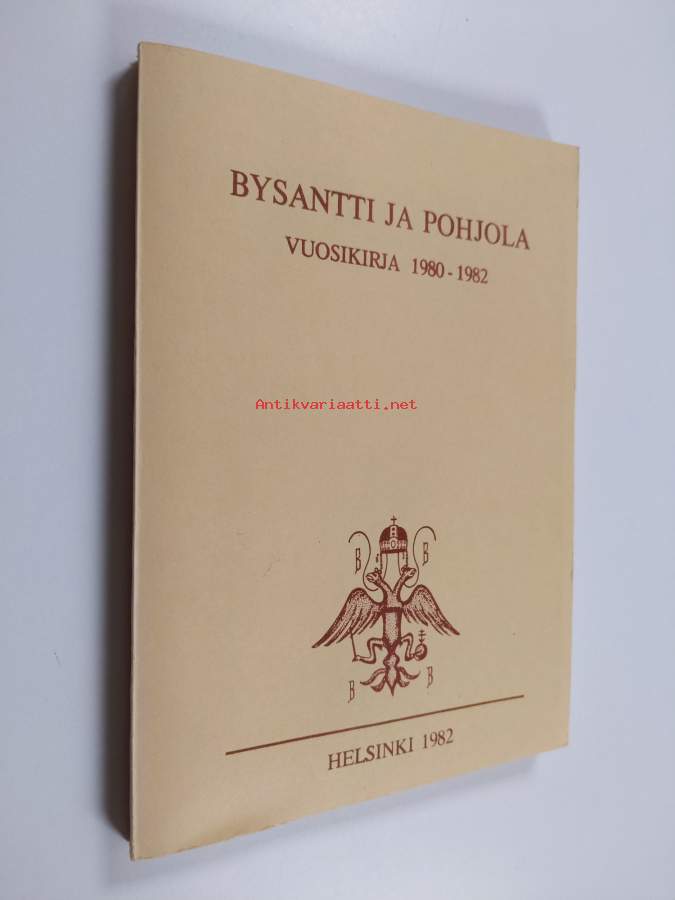 BYSANTTI JA POHJOLA
VUOSIKIRJA 1980 - 1982
Antikvariaatti.net
B B
B B
HELSINKI 1982